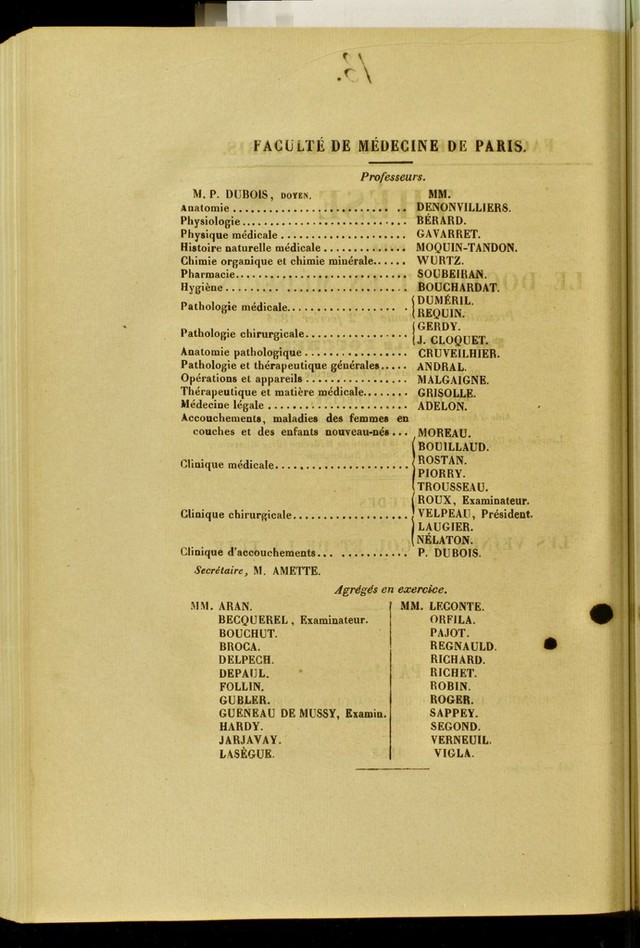 13.
FACULTÉ DE MÉDECINE DE PARIS.
Professeurs.
M. P. DUBOIS, DOYEN. MM.
Anatomie DENONVILLIERS.
Physiologie BÉRARD.
Physique médicale GAVARRET.
Histoire naturelle médicale MOQUIN-TANDON.
Chimie organique et chimie minérale WURTZ.
Pharmacie SOUBEIRAN.
Hygiène BOUCHARDAT.
Pathologie médicale DUMÉRIL.
REQUIN.
Pathologie chirurgicale GERDY.
J. CLOQUET.
Anatomie pathologique CRUVEILHIER.
Pathologie et thérapeutique générales ANDRAL.
Opérations et appareils MALGAIGNE.
Thérapeutique et matière médicale GRISOLLE.
Médecine légale ADELON.
Accouchements, maladies des femmes en
couches et des enfants nouveau-nés MOREAU.
Clinique médicale BOUILLAUD.
ROSTAN.
PIORRY.
TROUSSEAU.
Clinique chirurgicale ROUX, Examinateur.
VELPEAU, Président.
LAUGIER.
NÉLATON.
Clinique d'accouchements P. DUBOIS.
Secrétaire, M. AMETTE.
Agrégés en exercice.
MM. ARAN.
BECQUEREL, Examinateur.
BOUCHUT.
BROCA.
DELPECH.
DEPAUL.
FOLLIN.
GUBLER.
GUENEAU DE MUSSY, Examin.
HARDY.
JARJAVAY.
LASÈGUE.
MM. LECONTE.
ORFILA.
PAJOT.
REGNAULD.
RICHARD.
RICHET.
ROBIN.
ROGER.
SAPPEY.
SEGOND.
VERNEUIL.
VIGLA.